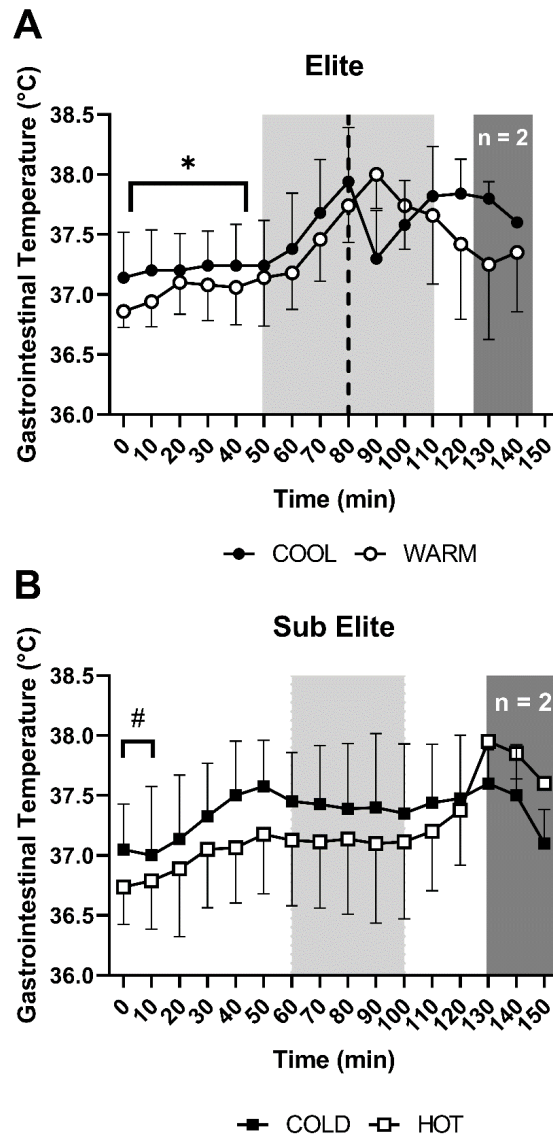 A
Elite
Gastrointestinal Temperature (°C)
38.5
38.0
37.5
37.0
36.5
36.0
*
n = 2
0 10 20 30 40 50 60 70 80 90 100 110 120 130 140 150
Time (min)
COOL WARM
B
Sub Elite
Gastrointestinal Temperature (°C)
38.5
38.0
37.5
37.0
36.5
36.0
#
n = 2
0 10 20 30 40 50 60 70 80 90 100 110 120 130 140 150
Time (min)
COLD HOT